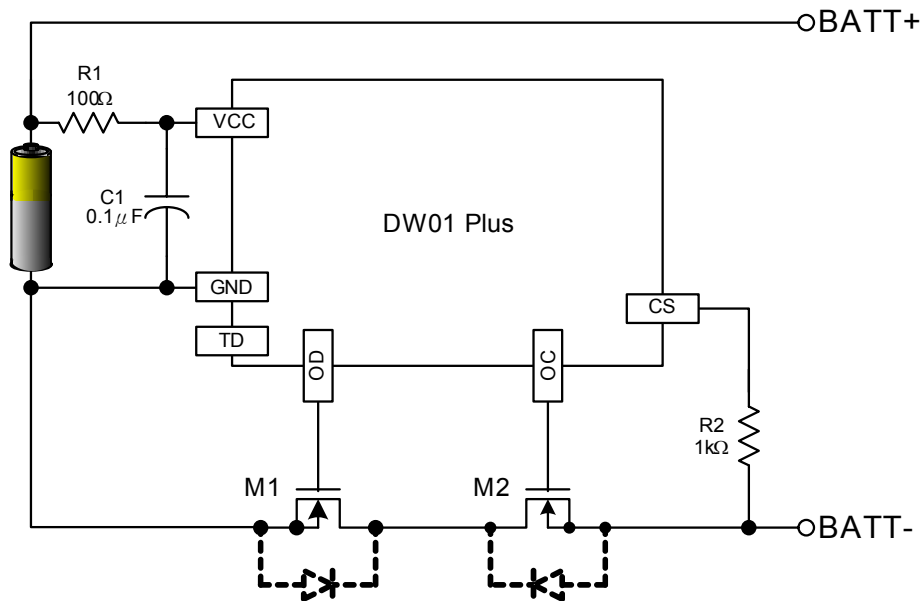 BATT+
R1
100Ω
VCC
C1
0.1μF
DW01 Plus
GND
CS
TD
OD
OC
R2
1kΩ
M1
M2
BATT-